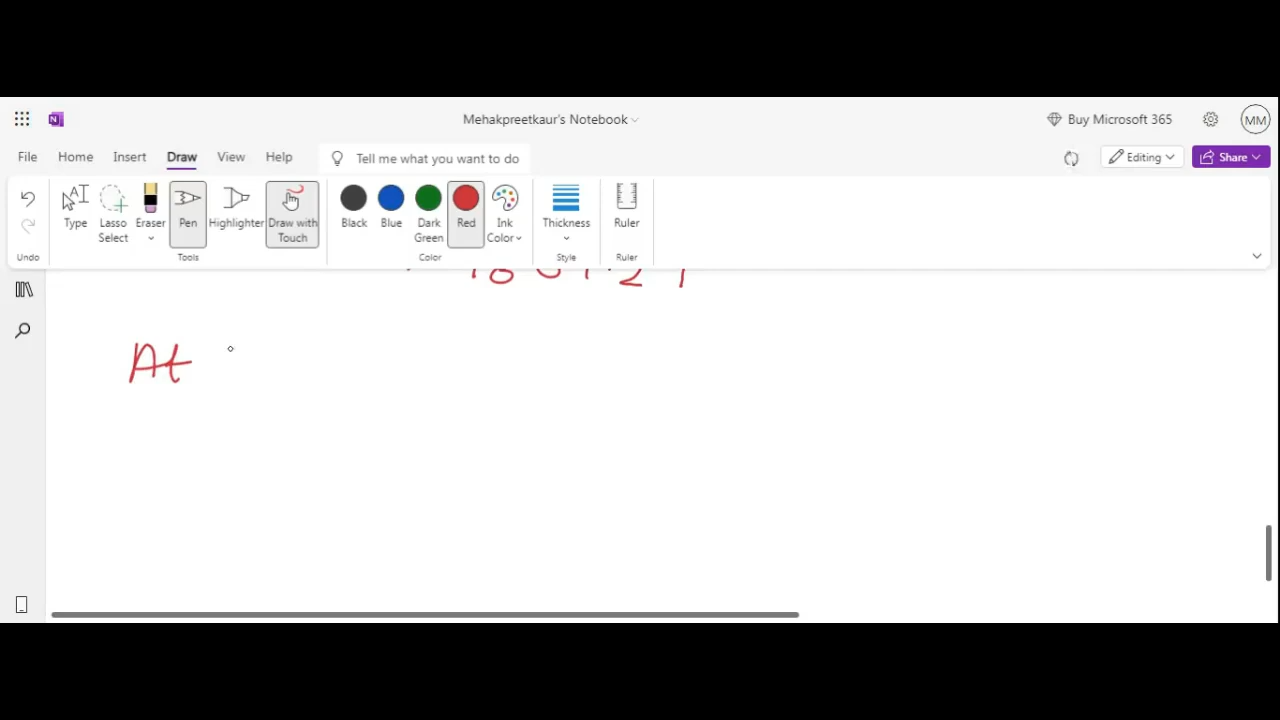 Mehakpreetkaur's Notebook
Buy Microsoft 365
MM
File Home Insert Draw View Help Tell me what you want to do
Editing Share
Type Lasso Select Eraser Pen Highlighter Draw with Touch
Black Blue Dark Green Red Ink Color
Thickness Ruler
Undo Tools Color Style Ruler
At